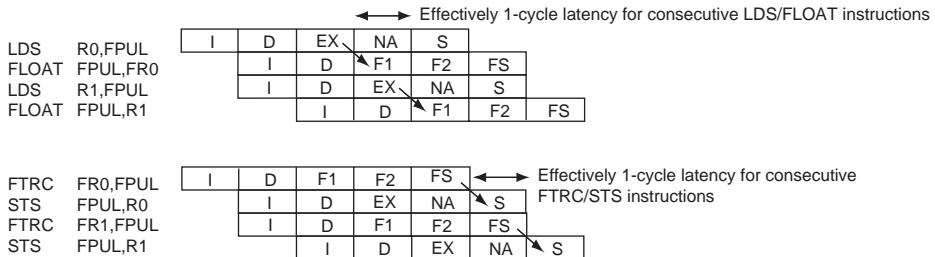 Effectively 1-cycle latency for consecutive LDS/FLOAT instructions
LDS R0,FPUL I D EX NA S
FLOAT FPUL,FR0 I D F1 F2 FS
LDS R1,FPUL I D EX NA S
FLOAT FPUL,R1 I D F1 F2 FS
FTRC FR0,FPUL I D F1 F2 FS Effectively 1-cycle latency for consecutive
FTRC/STS instructions
STS FPUL,R0 I D EX NA S
FTRC FR1,FPUL I D F1 F2 FS
STS FPUL,R1 I D EX NA S